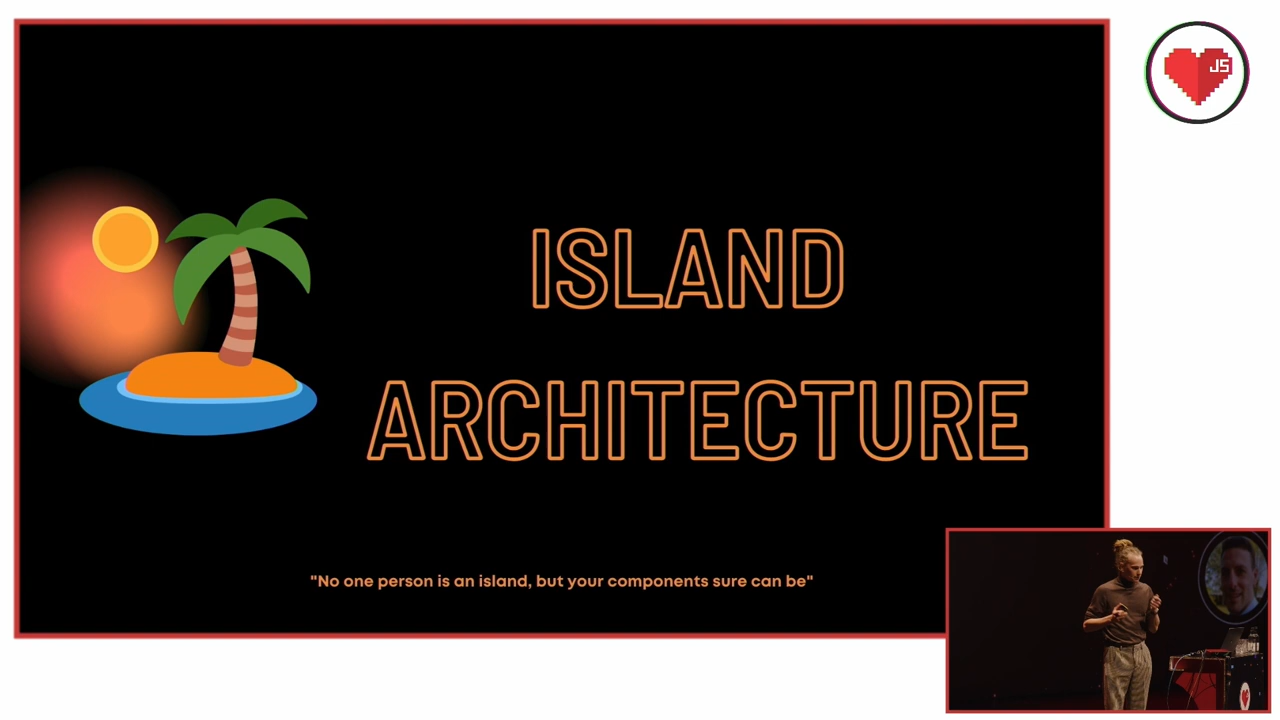 JS
ISLAND
ARCHITECTURE
"No one person is an island, but your components sure can be"